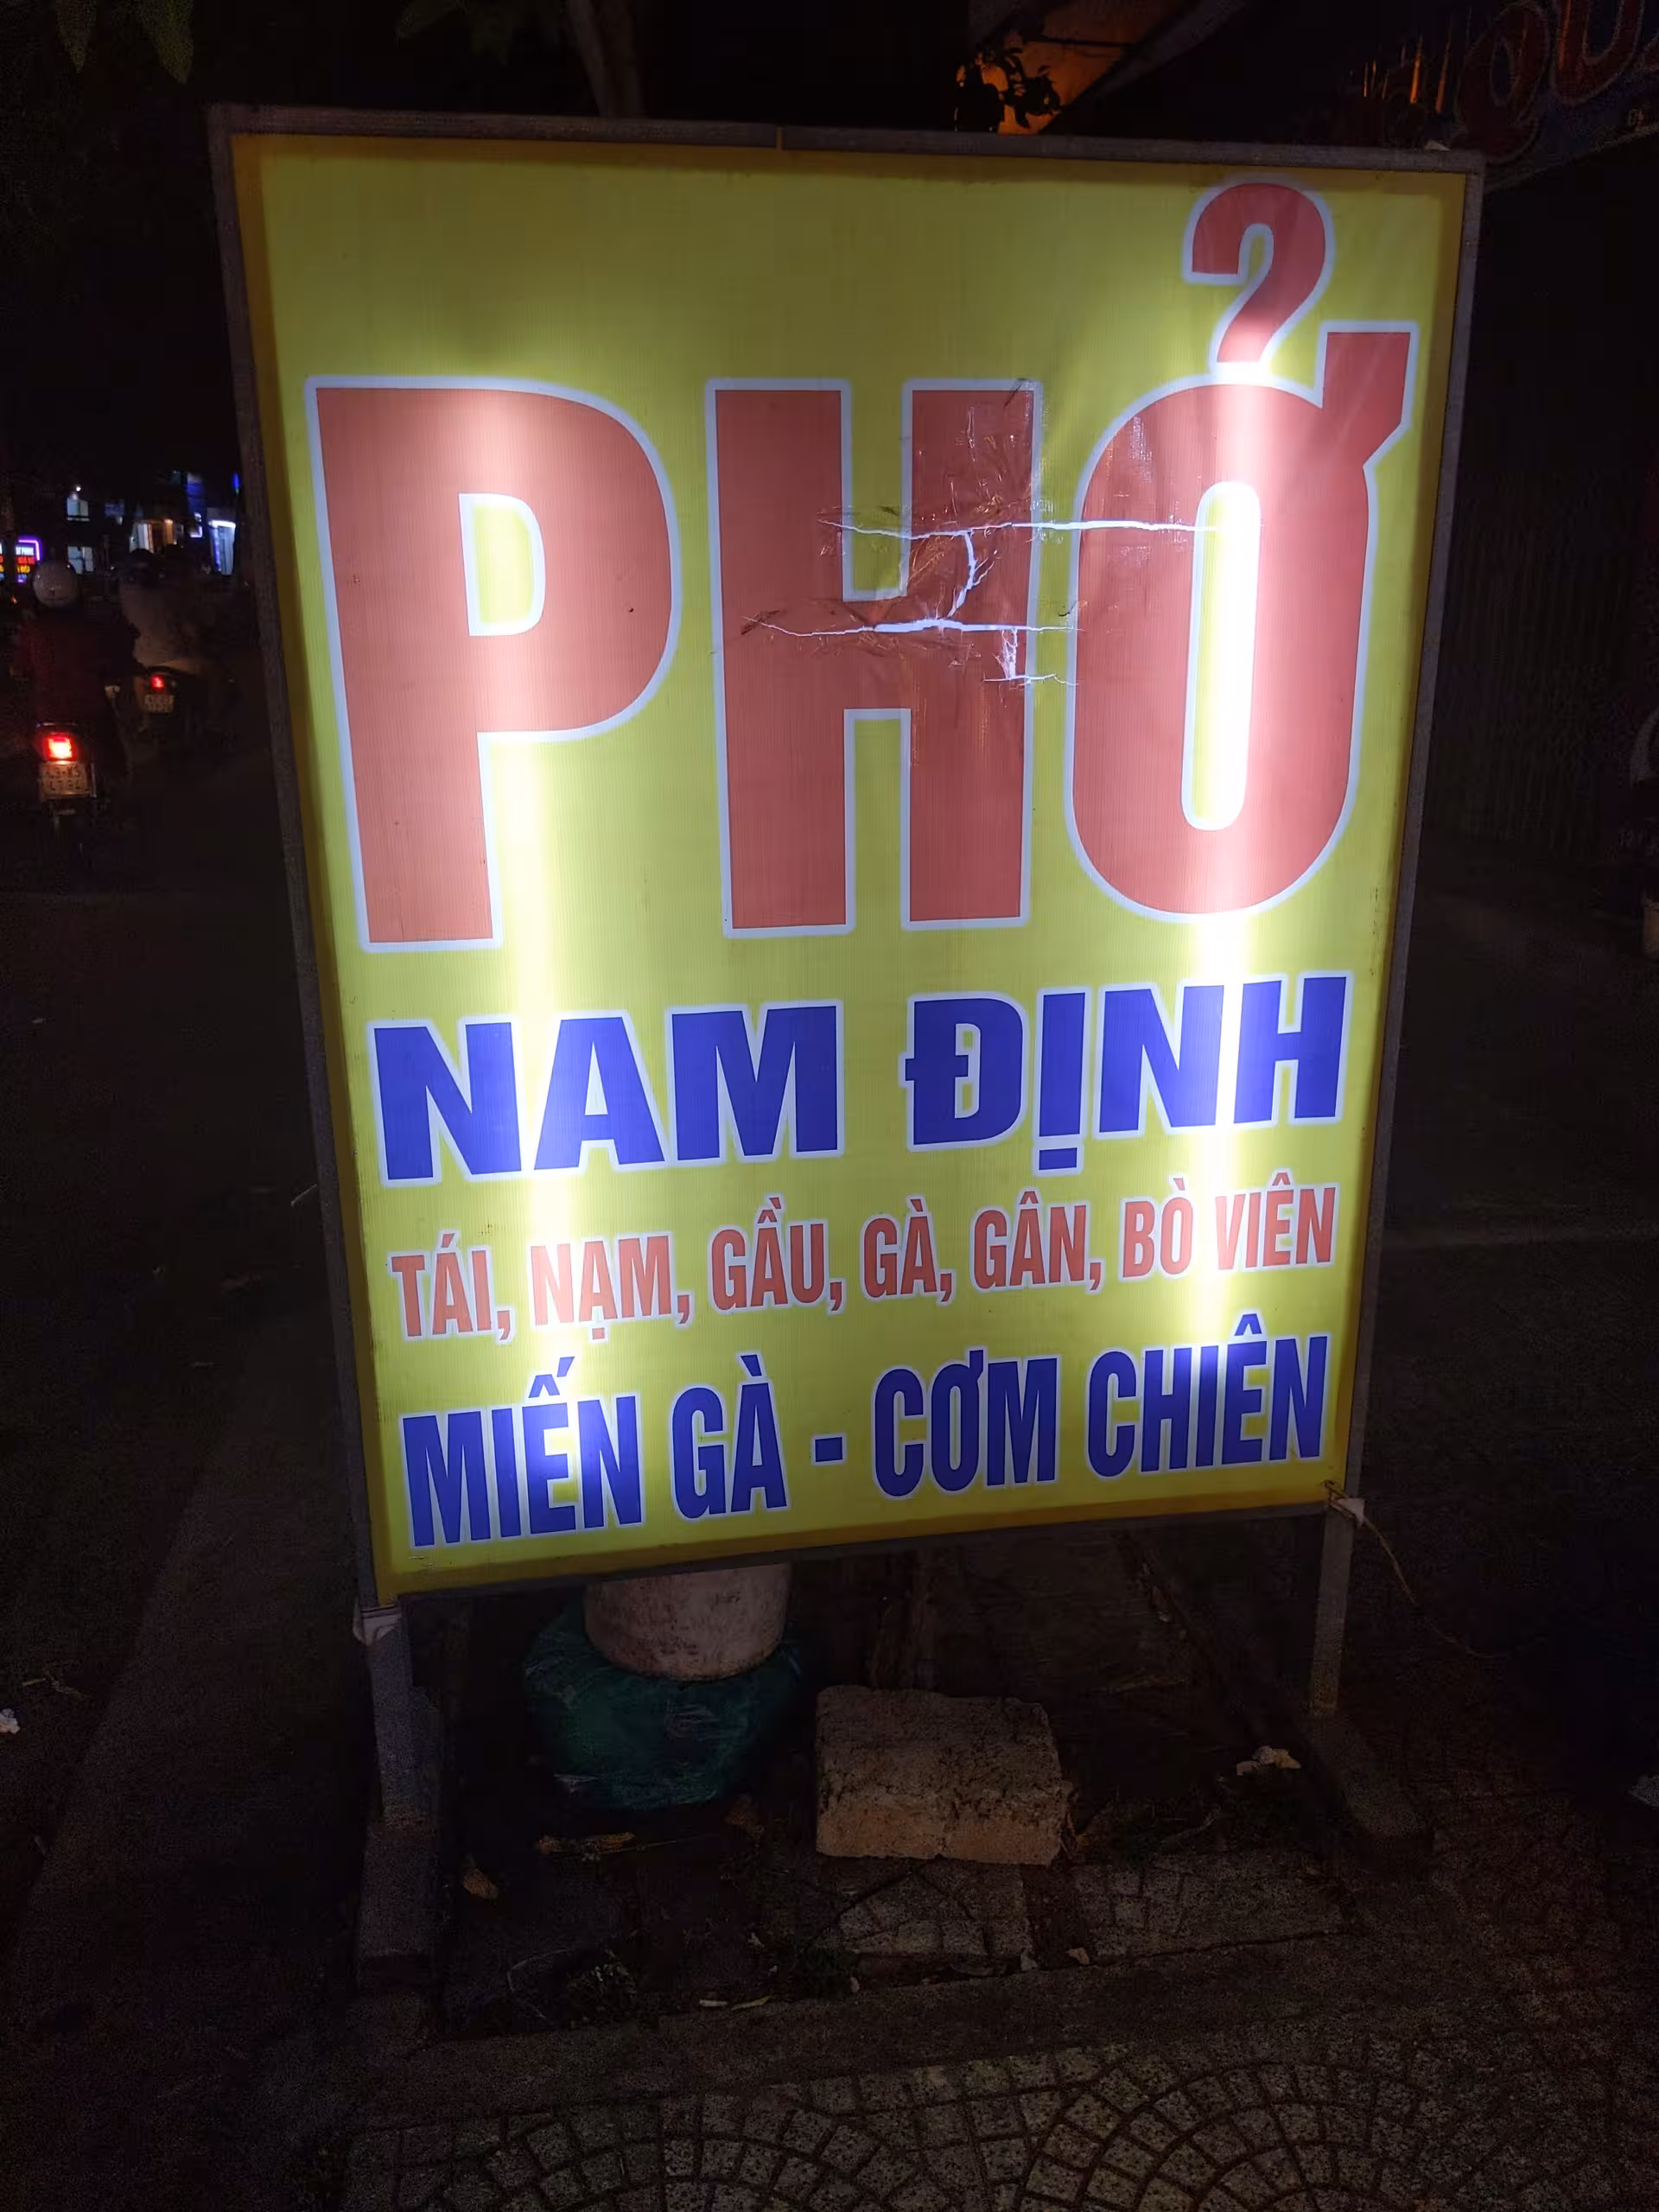 PHỞ
NAM ĐỊNH
TÁI, NẠM, GẦU, GÀ, GÂN, BÒ VIÊN
MIẾN GÀ - CƠM CHIÊN